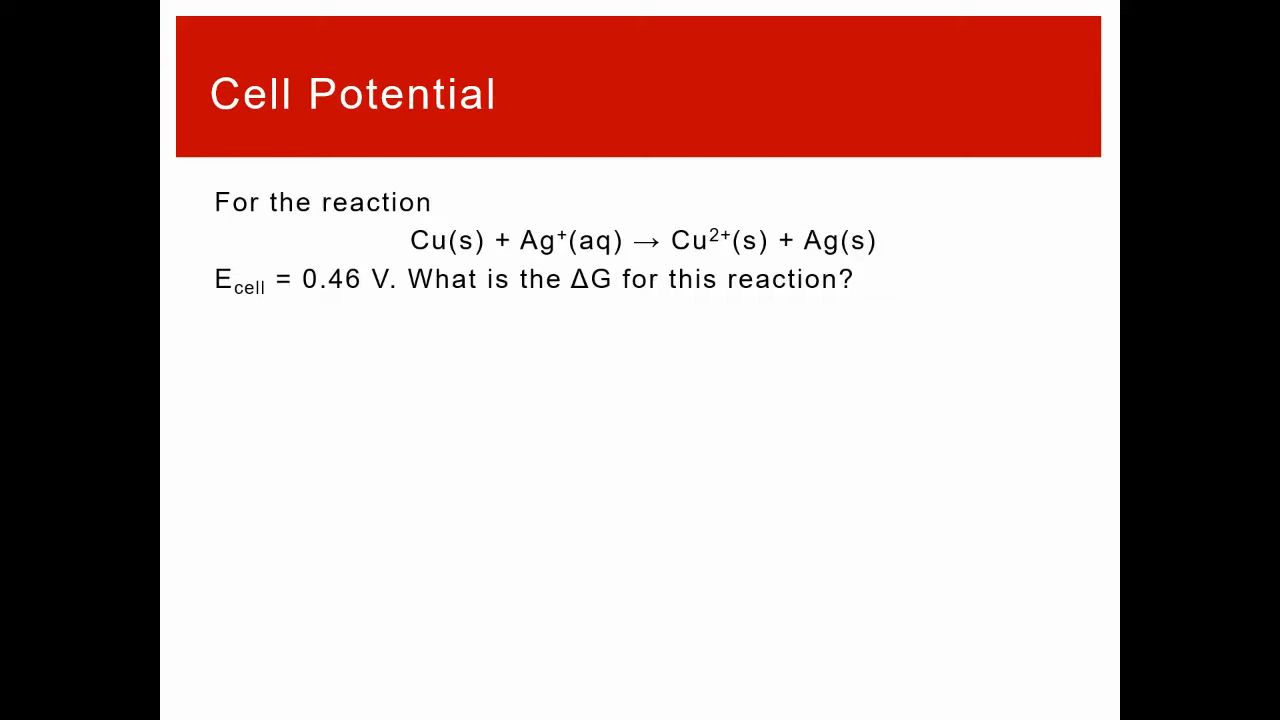 Cell Potential
For the reaction
Cu(s) + Ag⁺(aq) → Cu²⁺(s) + Ag(s)
E_cell = 0.46 V. What is the ΔG for this reaction?